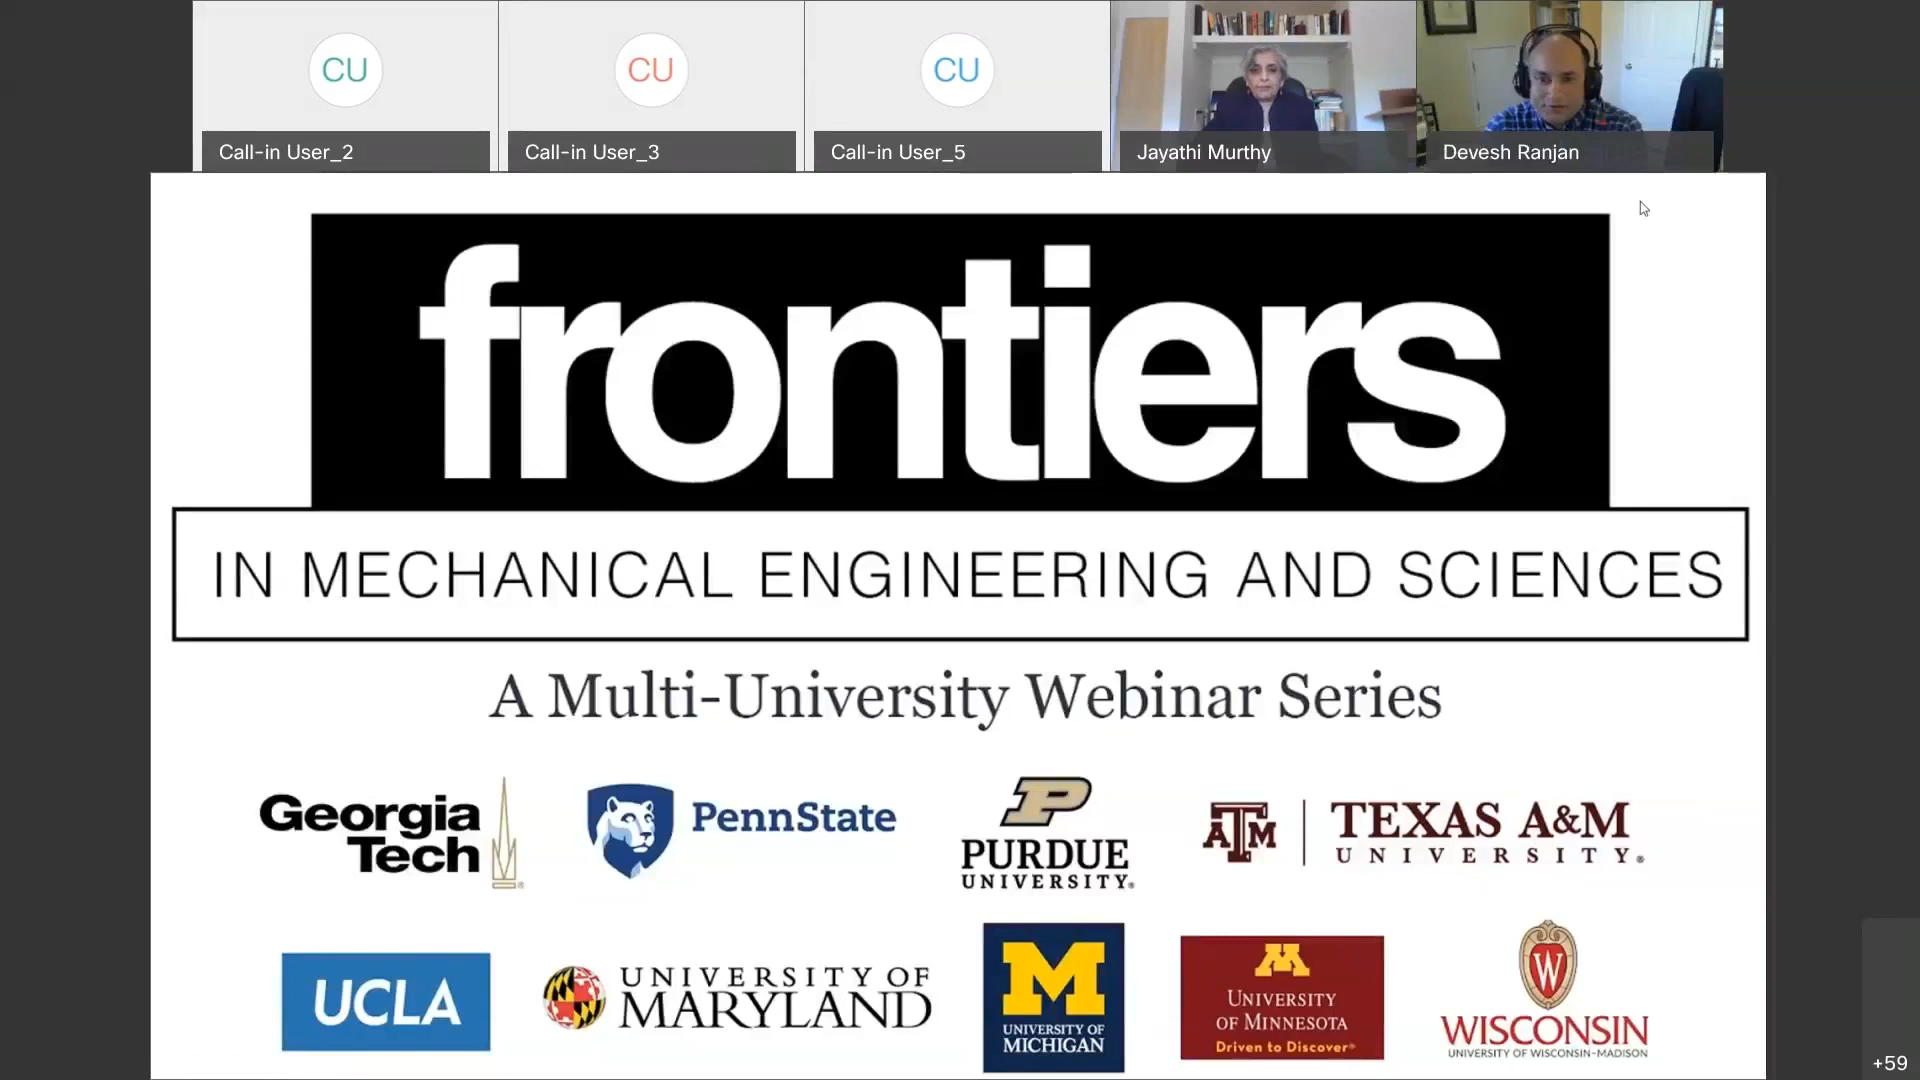 CU
CU
CU
Call-in User_2
Call-in User_3
Call-in User_5
Jayathi Murthy
Devesh Ranjan
frontiers
IN MECHANICAL ENGINEERING AND SCIENCES
A Multi-University Webinar Series
Georgia
Tech
PennState
P
PURDUE
UNIVERSITY®
ATM
TEXAS A&M
UNIVERSITY®
UCLA
UNIVERSITY OF
MARYLAND
M
UNIVERSITY OF
MICHIGAN
M
UNIVERSITY
OF MINNESOTA
Driven to Discover®
W
WISCONSIN
UNIVERSITY OF WISCONSIN–MADISON
+59